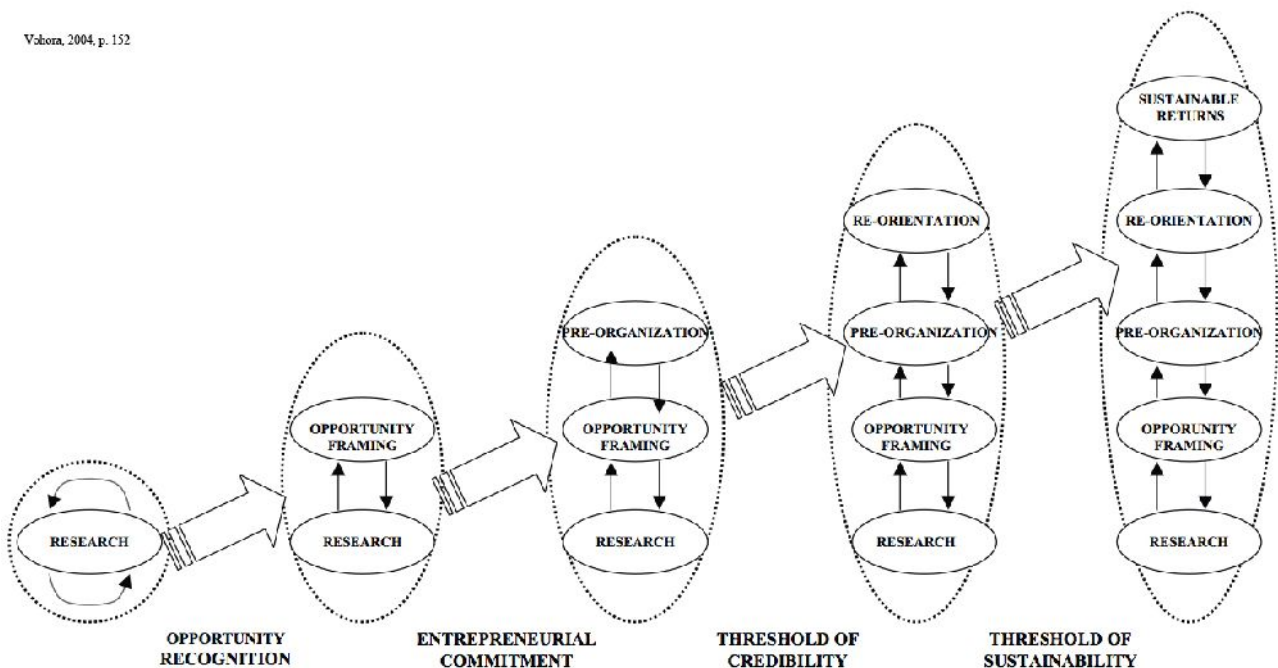 Vohora, 2004, p. 152
SUSTAINABLE
RETURNS
RE-ORIENTATION
RE-ORIENTATION
PRE-ORGANIZATION
PRE-ORGANIZATION
PRE-ORGANIZATION
OPPORTUNITY
FRAMING
OPPORTUNITY
FRAMING
OPPORTUNITY
FRAMING
OPPORUNITY
FRAMING
RESEARCH
RESEARCH
RESEARCH
RESEARCH
RESEARCH
OPPORTUNITY
RECOGNITION
ENTREPRENEURIAL
COMMITMENT
THRESHOLD OF
CREDIBILITY
THRESHOLD OF
SUSTAINABILITY